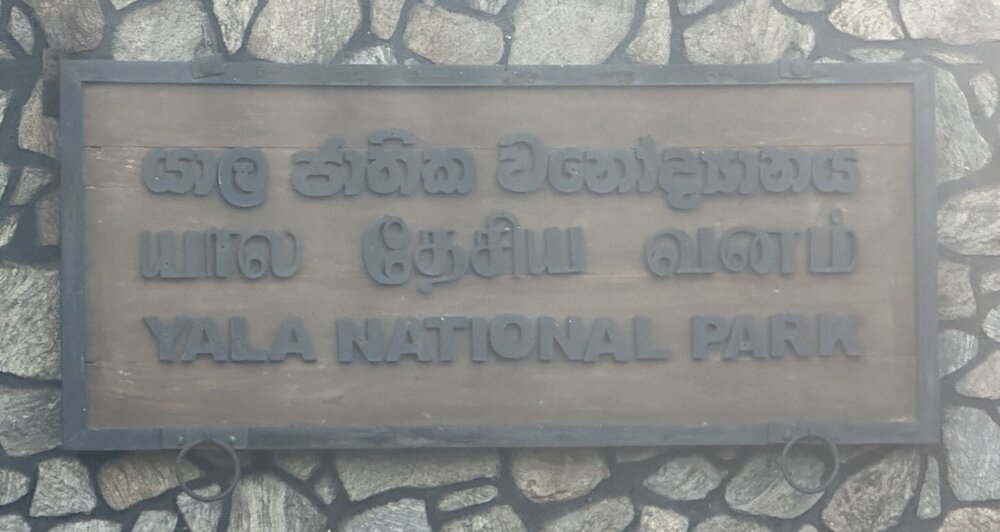 යාල ජාතික වනෝද්‍යානය
யால தேசிய வனம்
YALA NATIONAL PARK